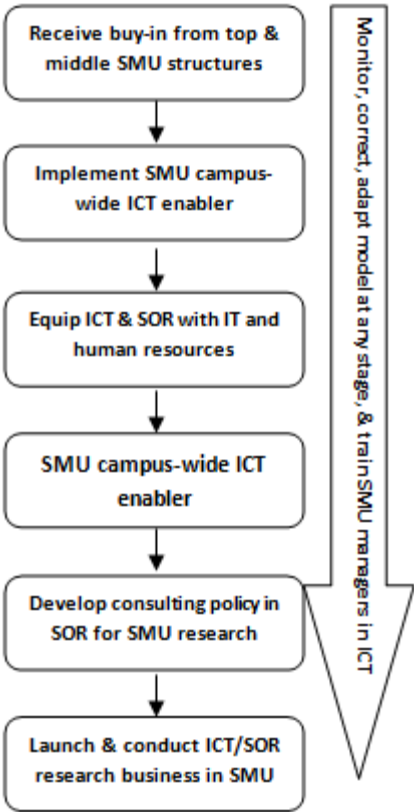 Receive buy-in from top &
middle SMU structures
Implement SMU campus-
wide ICT enabler
Equip ICT & SOR with IT and
human resources
SMU campus-wide ICT
enabler
Develop consulting policy in
SOR for SMU research
Launch & conduct ICT/SOR
research business in SMU
Monitor, correct, adapt model at any stage, & train SMU managers in ICT